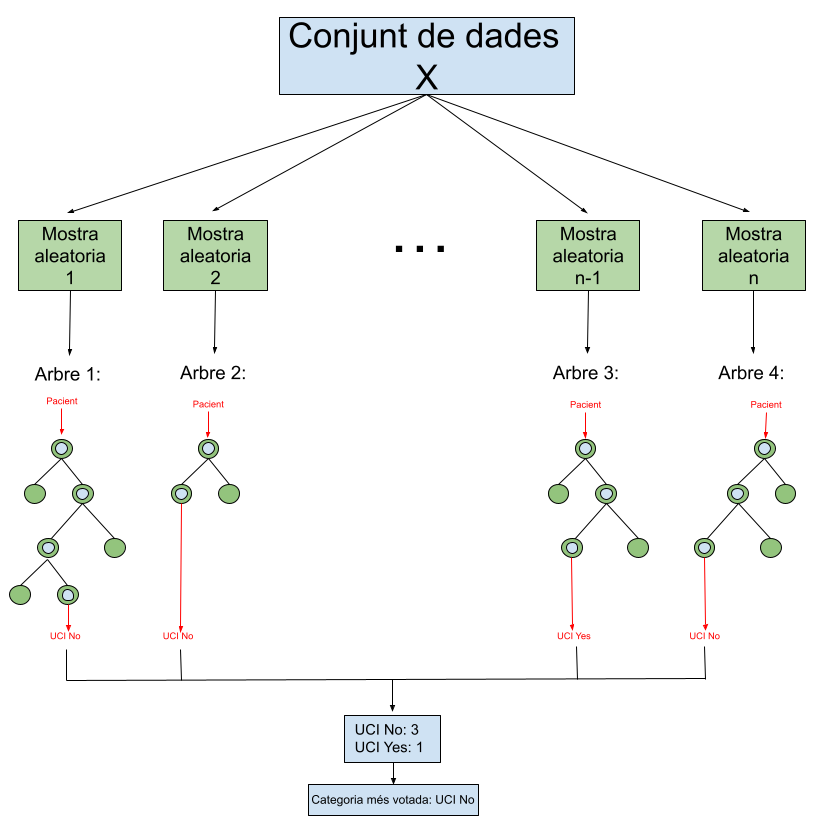 Conjunt de dades
X
Mostra
aleatoria
1
Mostra
aleatoria
2
...
Mostra
aleatoria
n-1
Mostra
aleatoria
n
Arbre 1:
Arbre 2:
Arbre 3:
Arbre 4:
Pacient
Pacient
Pacient
Pacient
UCI No
UCI No
UCI Yes
UCI No
UCI No: 3
UCI Yes: 1
Categoria més votada: UCI No